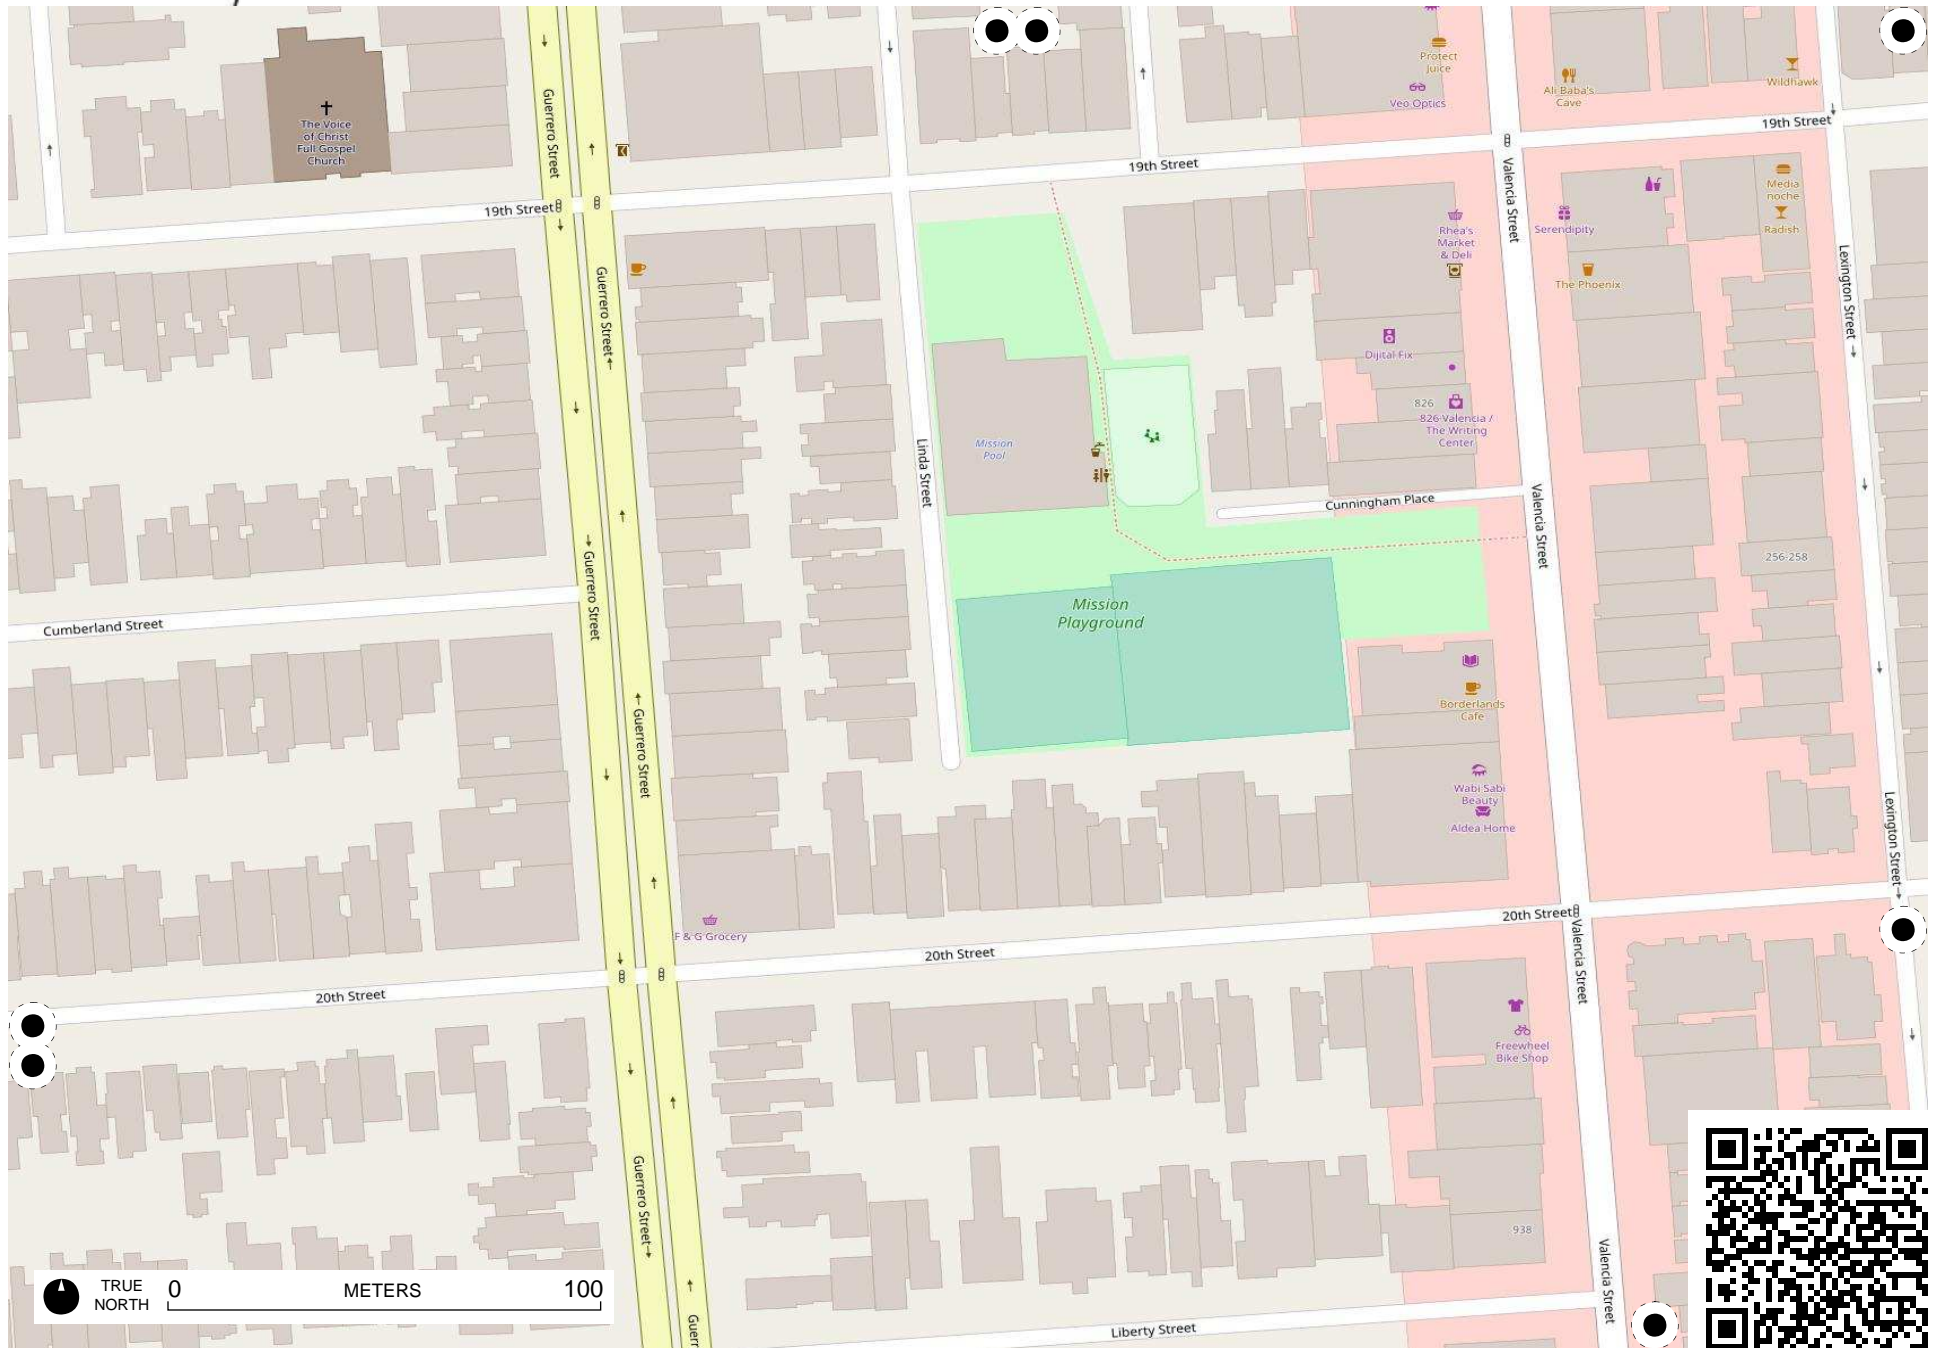 Protect
Juice
Veo Optics
Ali Baba's
Cave
Wildhawk
The Voice
of Christ
Full Gospel
Church
Guerrero Street
19th Street
19th Street
19th Street
Valencia Street
Media
noche
Radish
Serendipity
The Phoenix
Rhea's
Market
& Deli
Lexington Street
Guerrero Street
Dijital Fix
826
826 Valencia /
The Writing
Center
Mission
Pool
Linda Street
Cunningham Place
Valencia Street
256-258
Guerrero Street
Cumberland Street
Mission
Playground
Borderlands
Cafe
Guerrero Street
Wabi Sabi
Beauty
Aldea Home
Lexington Street
F & G Grocery
20th Street
20th Street
20th Street
Valencia Street
Freewheel
Bike Shop
Guerrero Street
938
Valencia Street
Liberty Street
Guerr
TRUE
NORTH
0 METERS 100